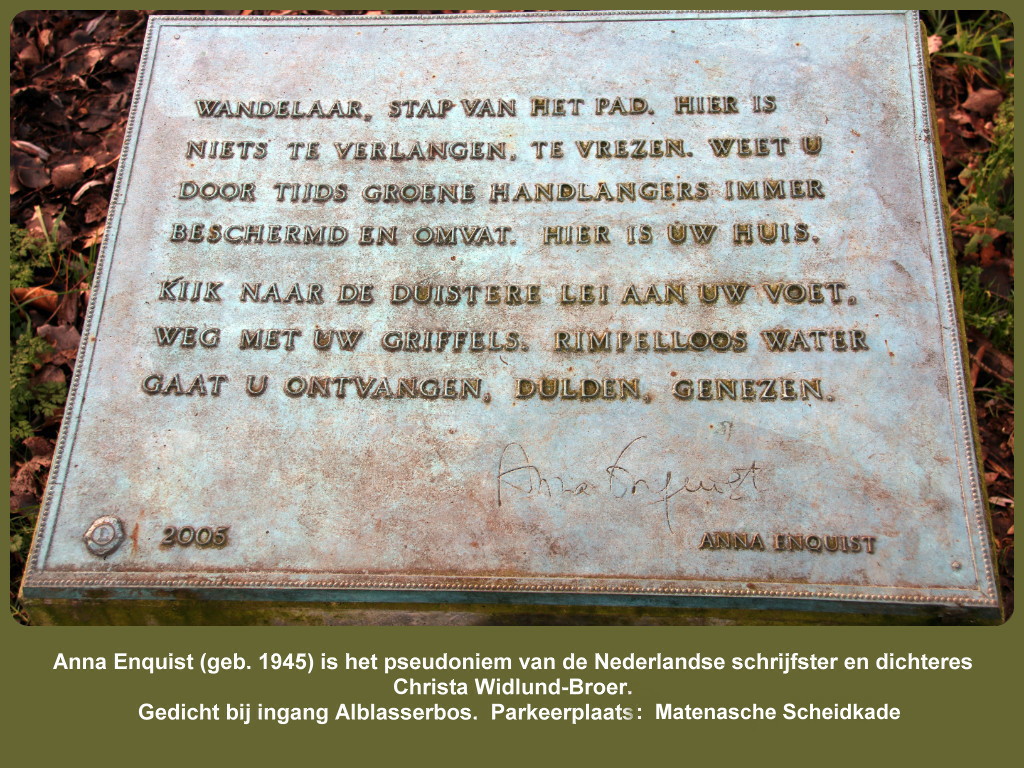 WANDELAAR, STAP VAN HET PAD. HIER IS
NIETS TE VERLANGEN, TE VREZEN. WEET U
DOOR TIJDS GROENE HANDLANGERS IMMER
BESCHERMD EN OMVAT. HIER IS UW HUIS.
KIJK NAAR DE DUISTERE LEI AAN UW VOET,
WEG MET UW GRIFFELS. RIMPELLOOS WATER
GAAT U ONTVANGEN, DULDEN, GENEZEN.
Anna Enquist
L
2005
ANNA ENQUIST
Anna Enquist (geb. 1945) is het pseudoniem van de Nederlandse schrijfster en dichteres
Christa Widlund-Broer.
Gedicht bij ingang Alblasserbos. Parkeerplaats: Matenasche Scheidkade